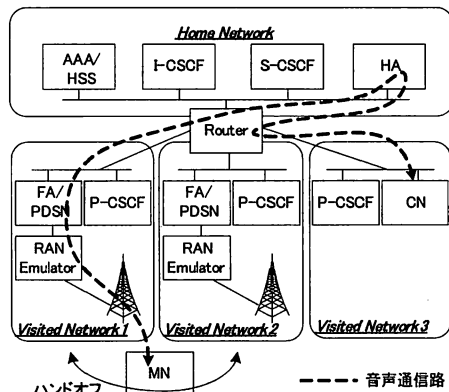 Home Network
AAA/
HSS
I-CSCF
S-CSCF
HA
Router
FA/
PDSN
P-CSCF
RAN
Emulator
Visited Network 1
FA/
PDSN
P-CSCF
RAN
Emulator
Visited Network 2
P-CSCF
CN
Visited Network 3
ハンドオフ
MN
音声通信路